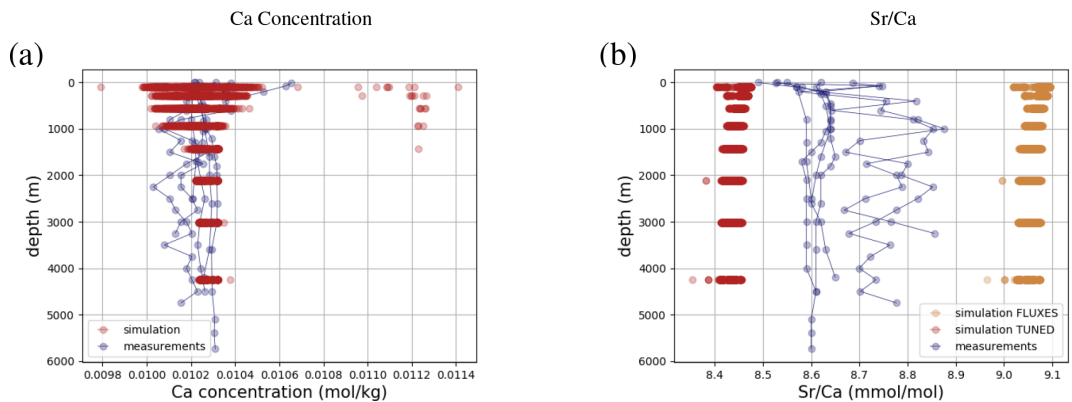 Ca Concentration
Sr/Ca
(a)
(b)
0
1000
2000
3000
4000
5000
6000
depth (m)
simulation
measurements
0.0098 0.0100 0.0102 0.0104 0.0106 0.0108 0.0110 0.0112 0.0114
Ca concentration (mol/kg)
0
1000
2000
3000
4000
5000
6000
depth (m)
simulation FLUXES
simulation TUNED
measurements
8.4 8.5 8.6 8.7 8.8 8.9 9.0 9.1
Sr/Ca (mmol/mol)